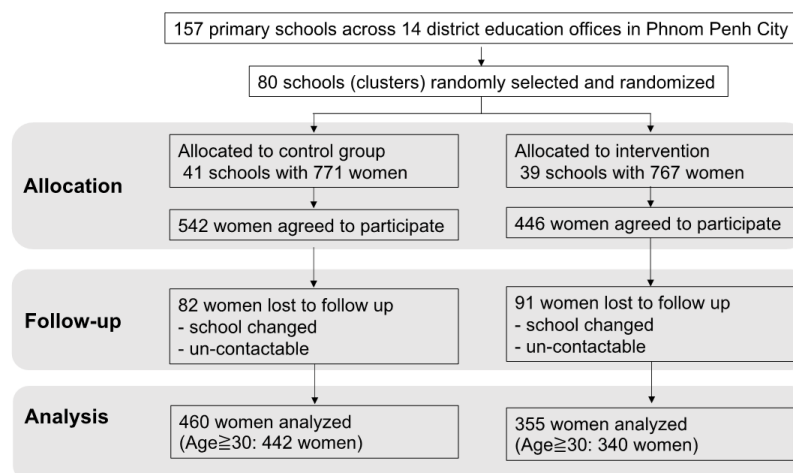 157 primary schools across 14 district education offices in Phnom Penh City
80 schools (clusters) randomly selected and randomized
Allocation
Allocated to control group
41 schools with 771 women
Allocated to intervention
39 schools with 767 women
542 women agreed to participate
446 women agreed to participate
Follow-up
82 women lost to follow up
- school changed
- un-contactable
91 women lost to follow up
- school changed
- un-contactable
Analysis
460 women analyzed
(Age≧30: 442 women)
355 women analyzed
(Age≧30: 340 women)